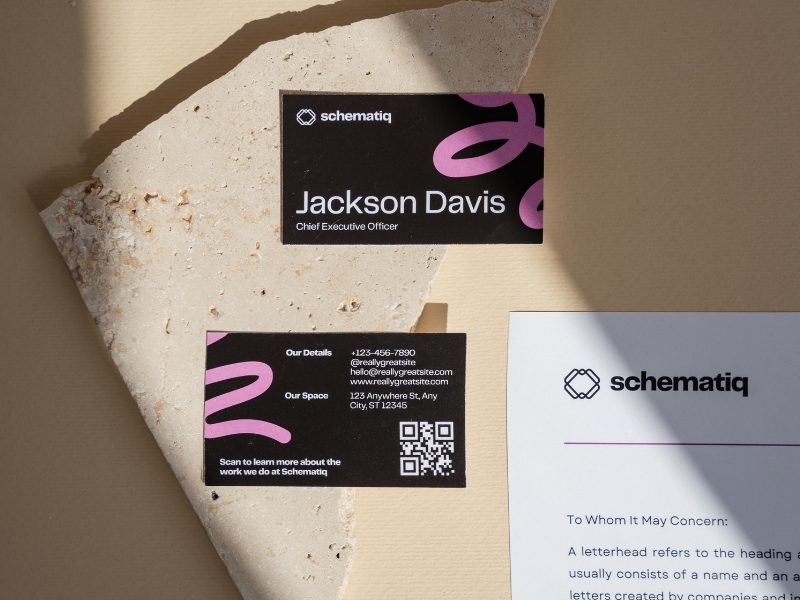 schematiq
Jackson Davis
Chief Executive Officer
Our Details
+123-456-7890
@reallygreatsite
hello@reallygreatsite.com
www.reallygreatsite.com
Our Space
123 Anywhere St, Any
City, ST 12345
Scan to learn more about the
work we do at Schematiq
schematiq
To Whom It May Concern:
A letterhead refers to the heading a
usually consists of a name and an a
letters created by companies and in